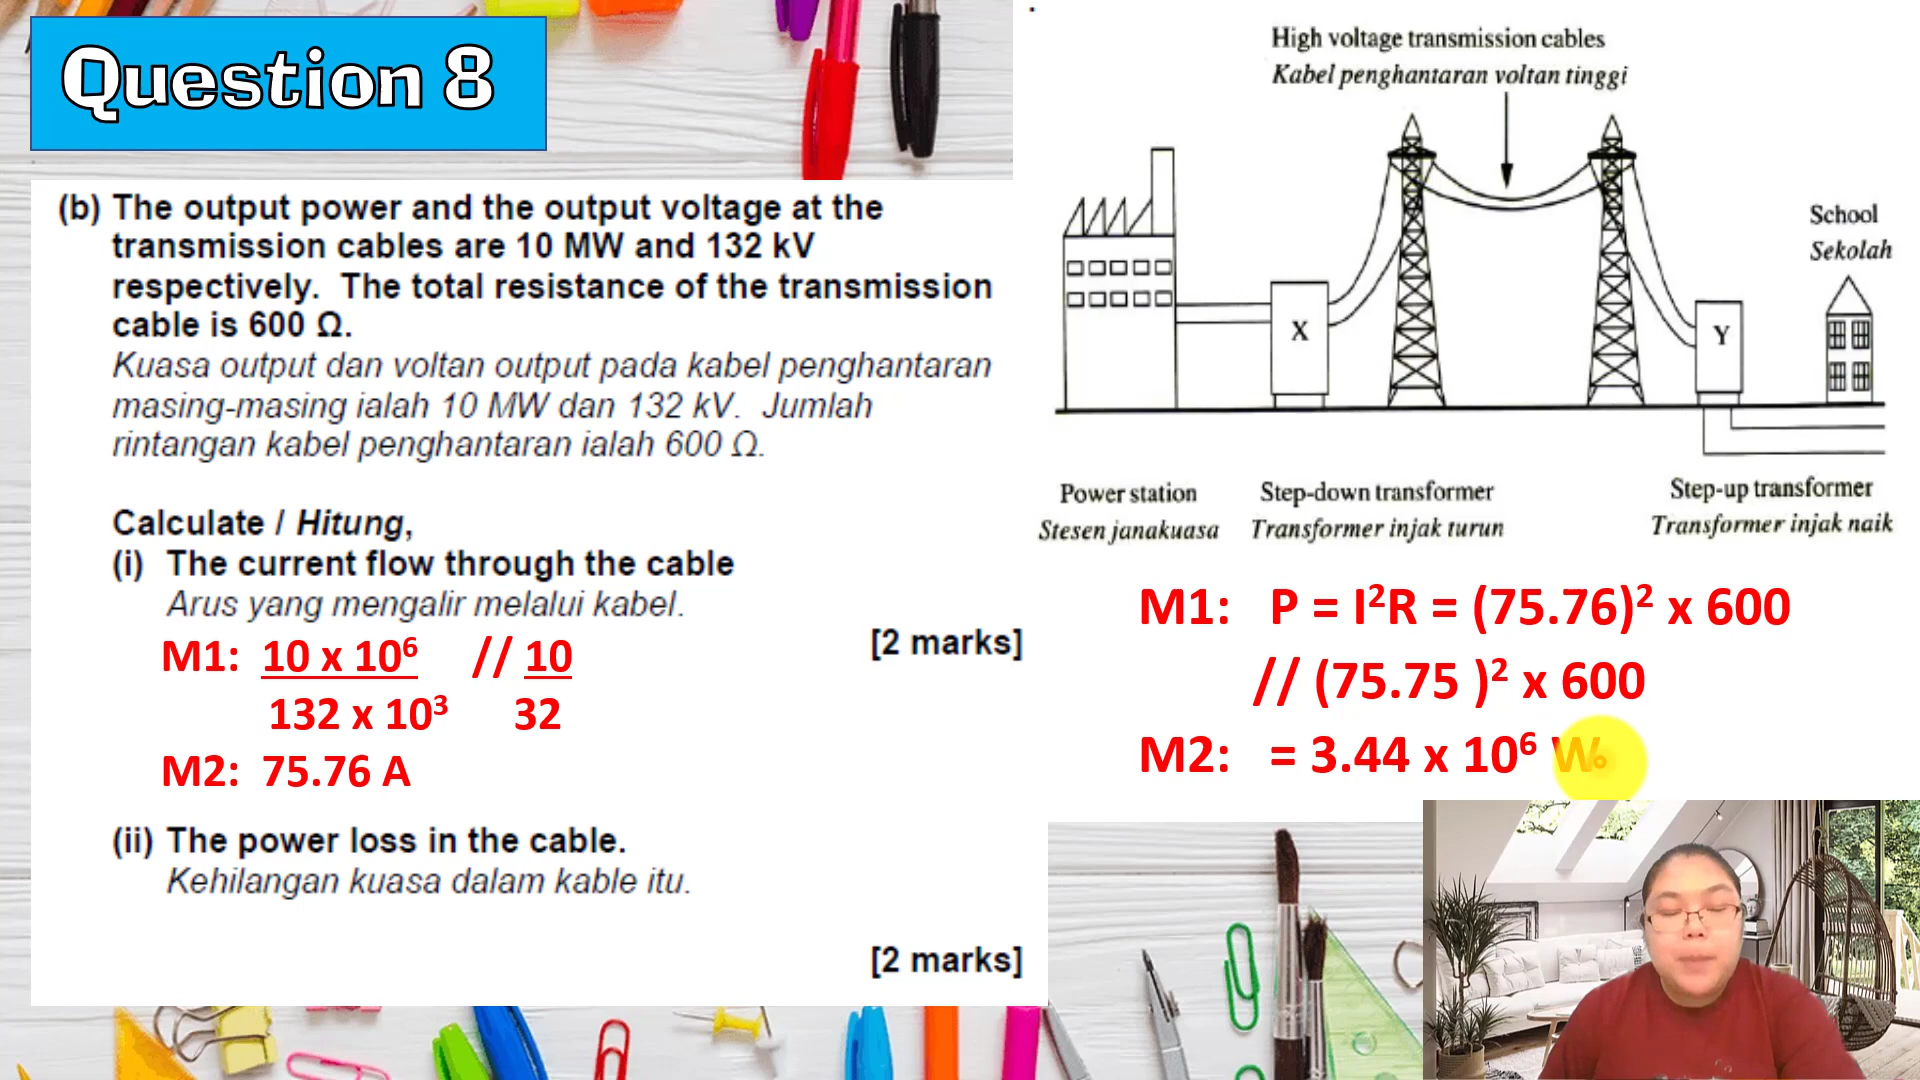 Question 8
(b) The output power and the output voltage at the
transmission cables are 10 MW and 132 kV
respectively. The total resistance of the transmission
cable is 600 Ω.
Kuasa output dan voltan output pada kabel penghantaran
masing-masing ialah 10 MW dan 132 kV. Jumlah
rintangan kabel penghantaran ialah 600 Ω.
Calculate / Hitung,
(i) The current flow through the cable
Arus yang mengalir melalui kabel.
[2 marks]
M1: 10 x 10⁶ // 10
132 x 10³ 32
M2: 75.76 A
(ii) The power loss in the cable.
Kehilangan kuasa dalam kable itu.
[2 marks]
High voltage transmission cables
Kabel penghantaran voltan tinggi
School
Sekolah
X
Y
Power station
Stesen janakuasa
Step-down transformer
Transformer injak turun
Step-up transformer
Transformer injak naik
M1: P = I²R = (75.76)² x 600
// (75.75 )² x 600
M2: = 3.44 x 10⁶ W